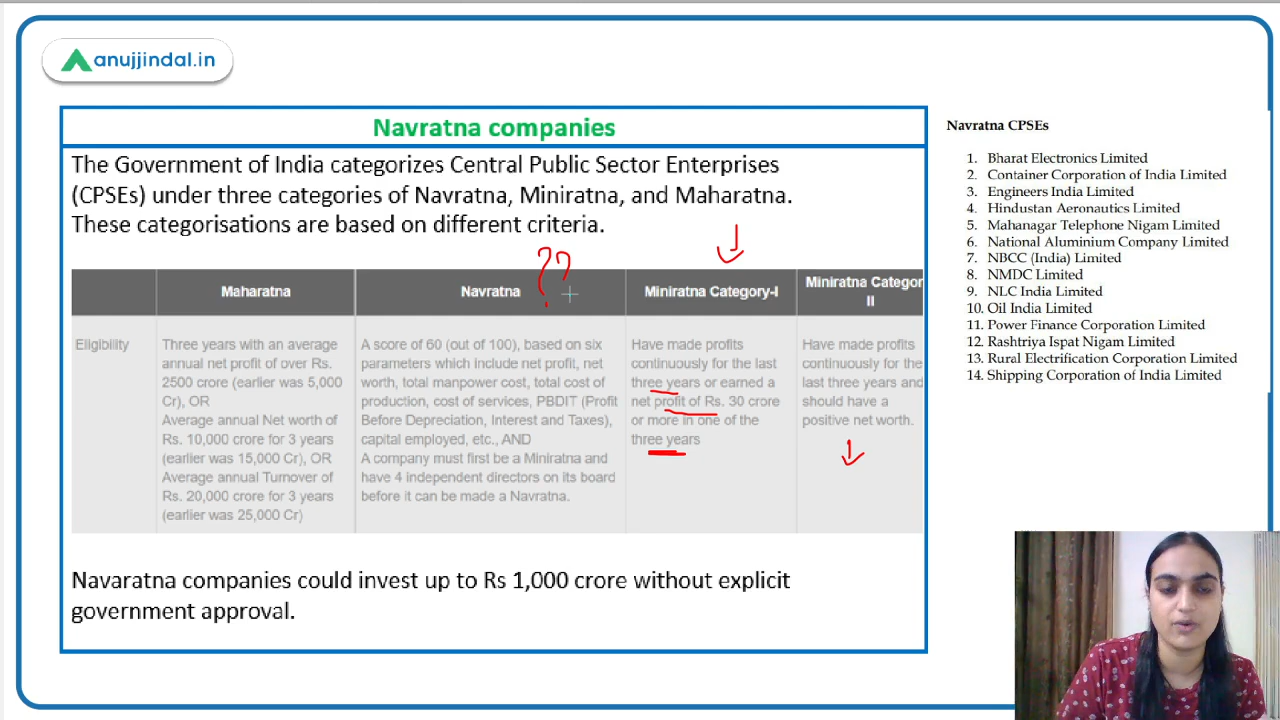 anujjindal.in
Navratna companies
The Government of India categorizes Central Public Sector Enterprises
(CPSEs) under three categories of Navratna, Miniratna, and Maharatna.
These categorisations are based on different criteria.
??
Maharatna
Navratna
Miniratna Category-I
Miniratna Categor
II
Eligibility
Three years with an average
annual net profit of over Rs.
2500 crore (earlier was 5,000
Cr), OR
Average annual Net worth of
Rs. 10,000 crore for 3 years
(earlier was 15,000 Cr), OR
Average annual Turnover of
Rs. 20,000 crore for 3 years
(earlier was 25,000 Cr)
A score of 60 (out of 100), based on six
parameters which include net profit, net
worth, total manpower cost, total cost of
production, cost of services, PBDIT (Profit
Before Depreciation, Interest and Taxes),
capital employed, etc., AND
A company must first be a Miniratna and
have 4 independent directors on its board
before it can be made a Navratna.
Have made profits
continuously for the last
three years or earned a
net profit of Rs. 30 crore
or more in one of the
three years
Have made profits
continuously for the
last three years and
should have a
positive net worth.
Navaratna companies could invest up to Rs 1,000 crore without explicit
government approval.
Navratna CPSEs
1. Bharat Electronics Limited
2. Container Corporation of India Limited
3. Engineers India Limited
4. Hindustan Aeronautics Limited
5. Mahanagar Telephone Nigam Limited
6. National Aluminium Company Limited
7. NBCC (India) Limited
8. NMDC Limited
9. NLC India Limited
10. Oil India Limited
11. Power Finance Corporation Limited
12. Rashtriya Ispat Nigam Limited
13. Rural Electrification Corporation Limited
14. Shipping Corporation of India Limited